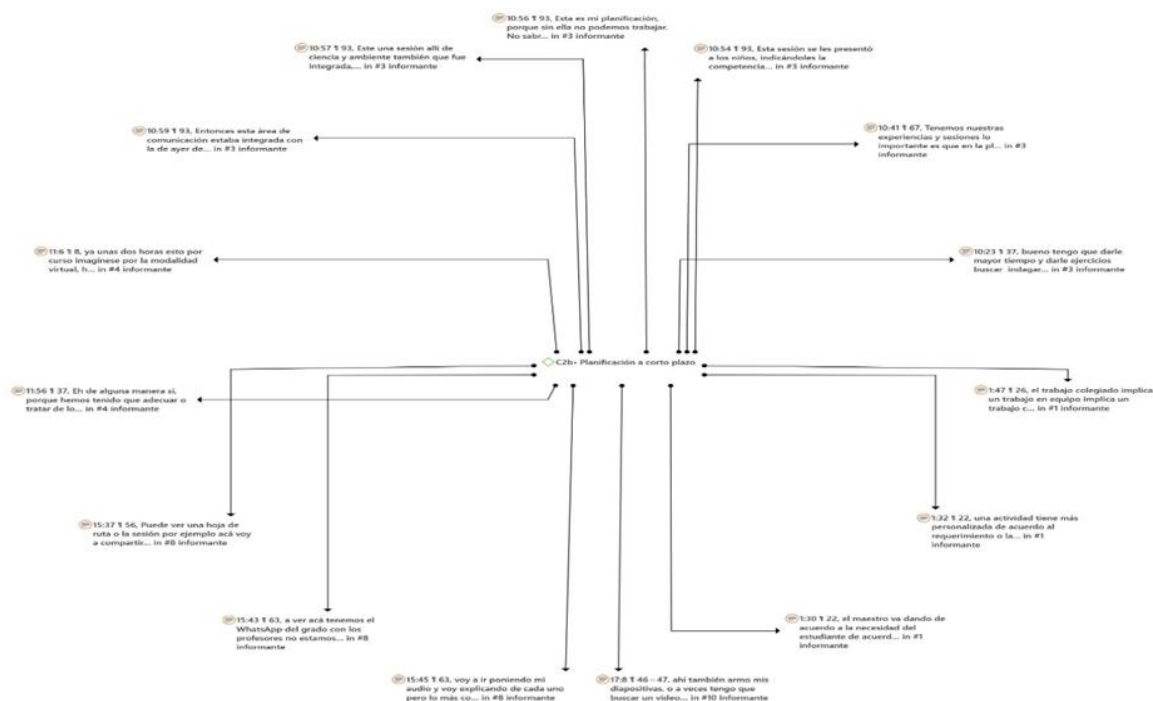 10:56 ¶ 93, Esta es mi planificación,
porque sin ella no podemos trabajar.
No sabr... in #3 informante
10:57 ¶ 93, Este una sesión allí de
ciencia y ambiente también que fue
integrada,... in #3 informante
10:54 ¶ 93, Esta sesión se les presentó
a los niños, indicándoles la
competencia... in #3 informante
10:59 ¶ 93, Entonces esta área de
comunicación estaba integrada con
la de ayer de... in #3 informante
10:41 ¶ 67, Tenemos nuestras
experiencias y sesiones lo
importante es que en la pl... in #3
informante
11:6 ¶ 8, ya unas dos horas esto por
curso imagínese por la modalidad
virtual, h... in #4 informante
10:23 ¶ 37, bueno tengo que darle
mayor tiempo y darle ejercicios
buscar indagar... in #3 informante
C2b- Planificación a corto plazo
11:56 ¶ 37, Eh de alguna manera sí,
porque hemos tenido que adecuar o
tratar de lo... in #4 informante
1:47 ¶ 26, el trabajo colegiado implica
un trabajo en equipo implica un
trabajo c... in #1 informante
15:37 ¶ 56, Puede ver una hoja de
ruta o la sesión por ejemplo acá voy
a compartir... in #8 informante
1:32 ¶ 22, una actividad tiene más
personalizada de acuerdo al
requerimiento o la... in #1
informante
15:43 ¶ 63, a ver acá tenemos el
WhatsApp del grado con los
profesores no estamos... in #8
informante
1:30 ¶ 22, el maestro va dando de
acuerdo a la necesidad del
estudiante de acuerd... in #1
informante
15:45 ¶ 63, voy a ir poniendo mi
audio y voy explicando de cada uno
pero lo más co... in #8 informante
17:8 ¶ 46 – 47, ahí también armo mis
diapositivas, o a veces tengo que
buscar un video... in #10 Informante